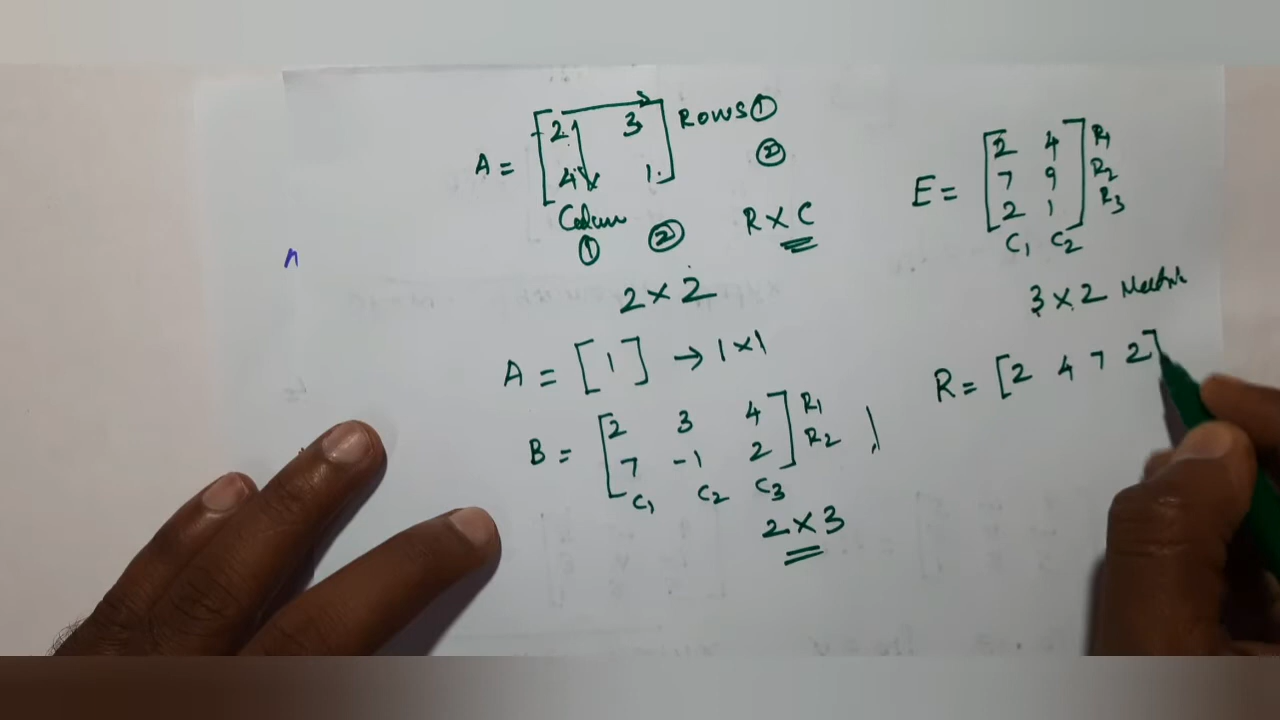 A = [ 2 3 ] ROWS ①
[ 4 1 ] ②
① ② R × C
2 × 2
A = [ 1 ] → 1×1
B = [ 2 3 4 ] R1
[ 7 -1 2 ] R2
C1 C2 C3
2 × 3
E = [ 2 4 ] R1
[ 7 9 ] R2
[ 2 1 ] R3
C1 C2
3 × 2
R = [ 2 4 7 2 ]